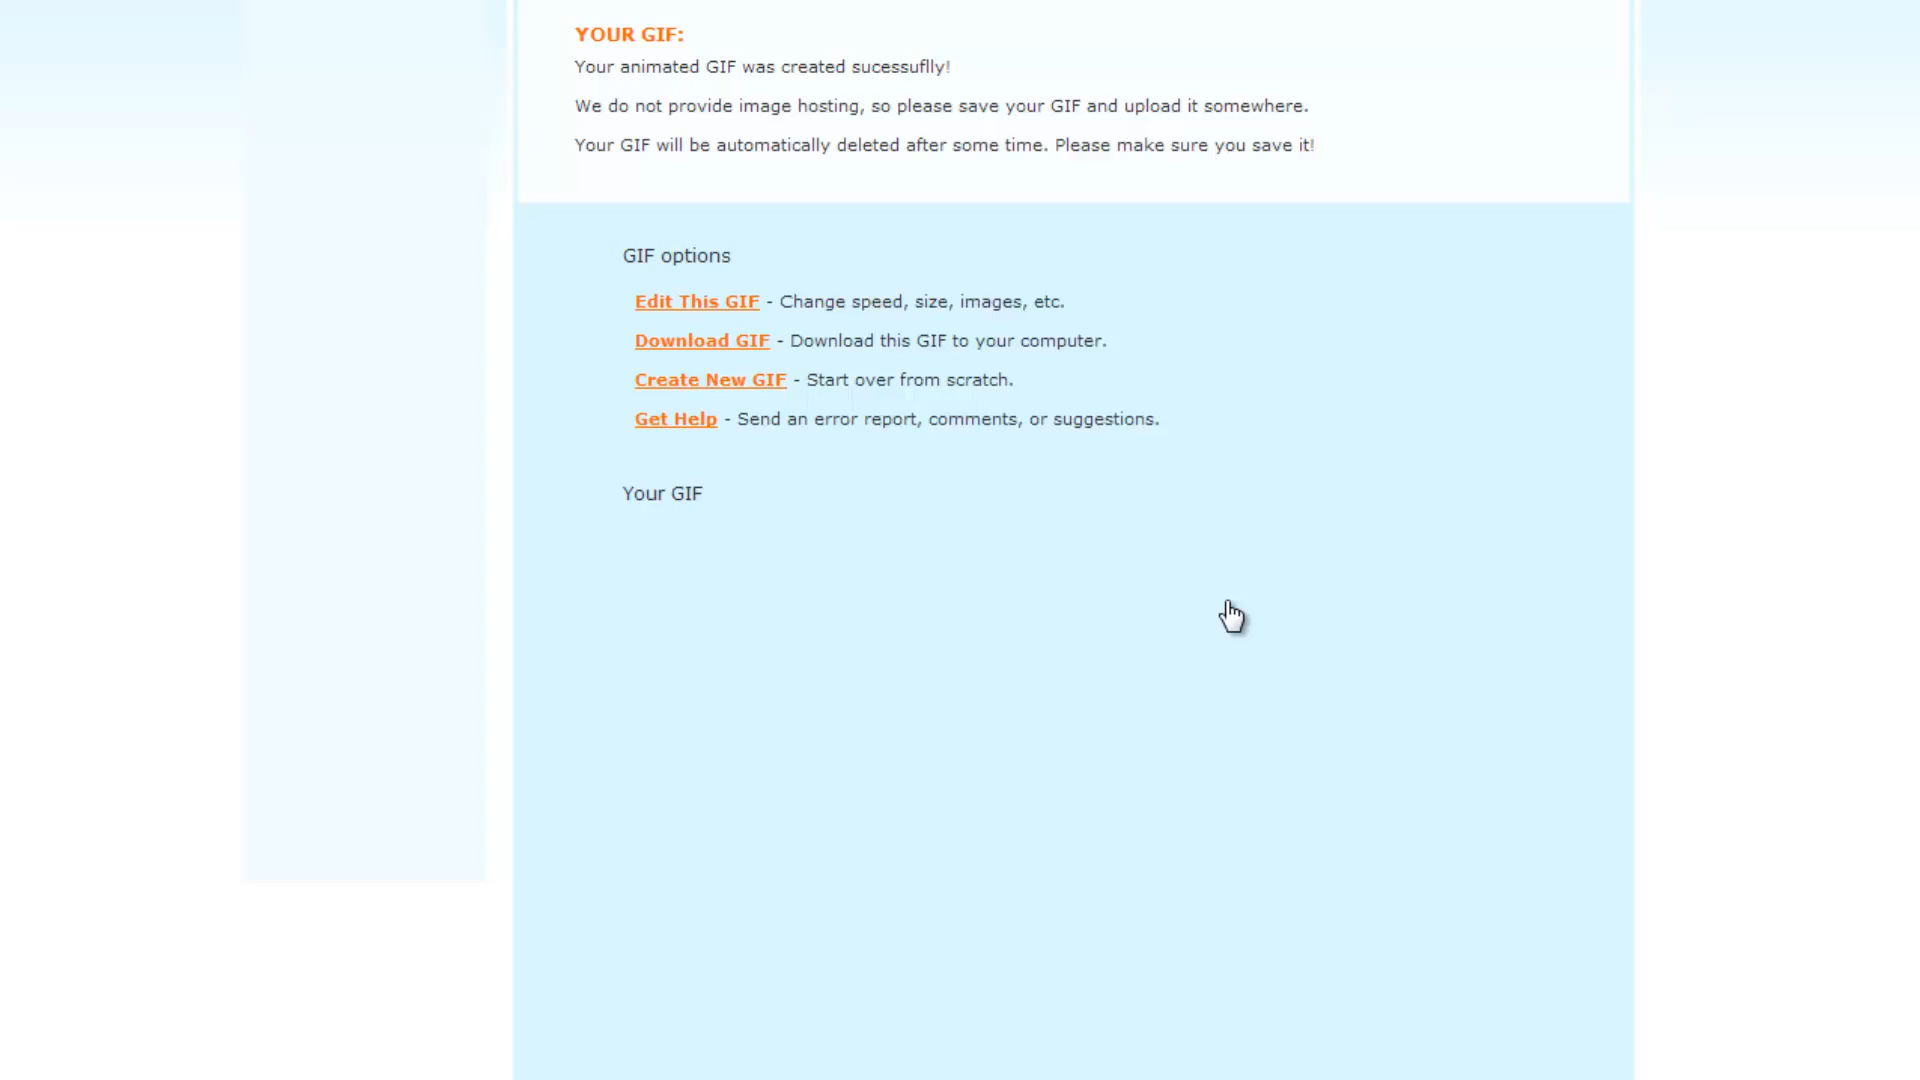 YOUR GIF:
Your animated GIF was created sucessuflly!
We do not provide image hosting, so please save your GIF and upload it somewhere.
Your GIF will be automatically deleted after some time. Please make sure you save it!
GIF options
Edit This GIF - Change speed, size, images, etc.
Download GIF - Download this GIF to your computer.
Create New GIF - Start over from scratch.
Get Help - Send an error report, comments, or suggestions.
Your GIF